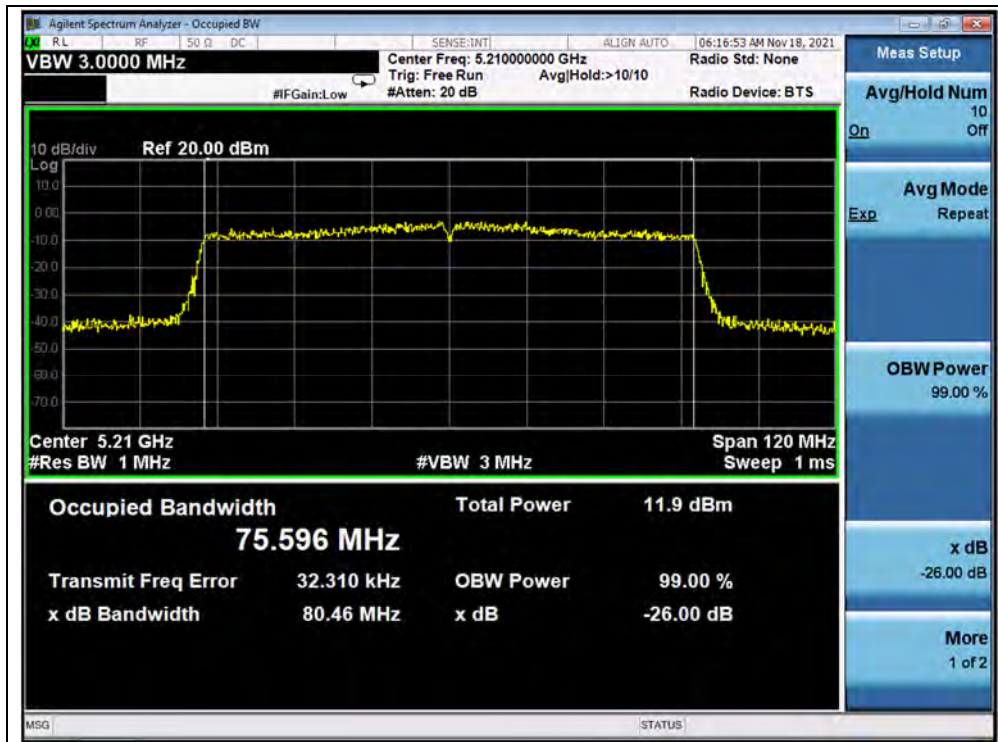 Agilent Spectrum Analyzer - Occupied BW
LXI RL RF 50 Ω DC SENSE:INT ALIGN AUTO 06:16:53 AM Nov 18, 2021
VBW 3.0000 MHz Center Freq: 5.210000000 GHz Radio Std: None
Trig: Free Run Avg|Hold:>10/10
#IFGain:Low #Atten: 20 dB Radio Device: BTS
10 dB/div Ref 20.00 dBm
Log
10.0
0.00
-10.0
-20.0
-30.0
-40.0
-50.0
-60.0
-70.0
Center 5.21 GHz Span 120 MHz
#Res BW 1 MHz #VBW 3 MHz Sweep 1 ms
Occupied Bandwidth Total Power 11.9 dBm
75.596 MHz
Transmit Freq Error 32.310 kHz OBW Power 99.00 %
x dB Bandwidth 80.46 MHz x dB -26.00 dB
Meas Setup
Avg/Hold Num
10
On Off
Avg Mode
Exp Repeat
OBW Power
99.00 %
x dB
-26.00 dB
More
1 of 2
MSG STATUS